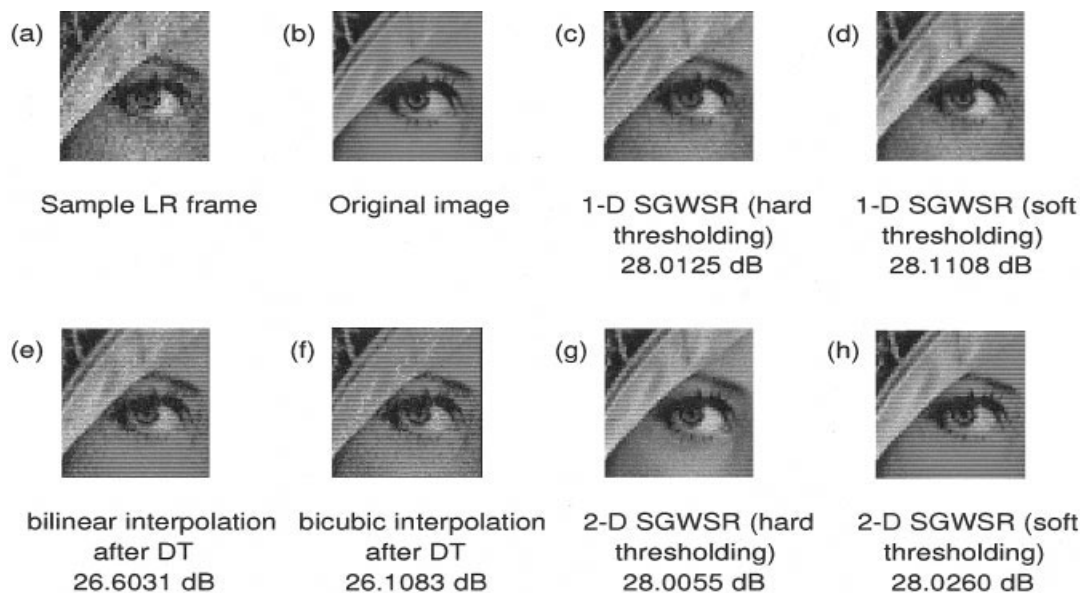 (a)
(b)
(c)
(d)
Sample LR frame
Original image
1-D SGWSR (hard
thresholding)
28.0125 dB
1-D SGWSR (soft
thresholding)
28.1108 dB
(e)
(f)
(g)
(h)
bilinear interpolation
after DT
26.6031 dB
bicubic interpolation
after DT
26.1083 dB
2-D SGWSR (hard
thresholding)
28.0055 dB
2-D SGWSR (soft
thresholding)
28.0260 dB